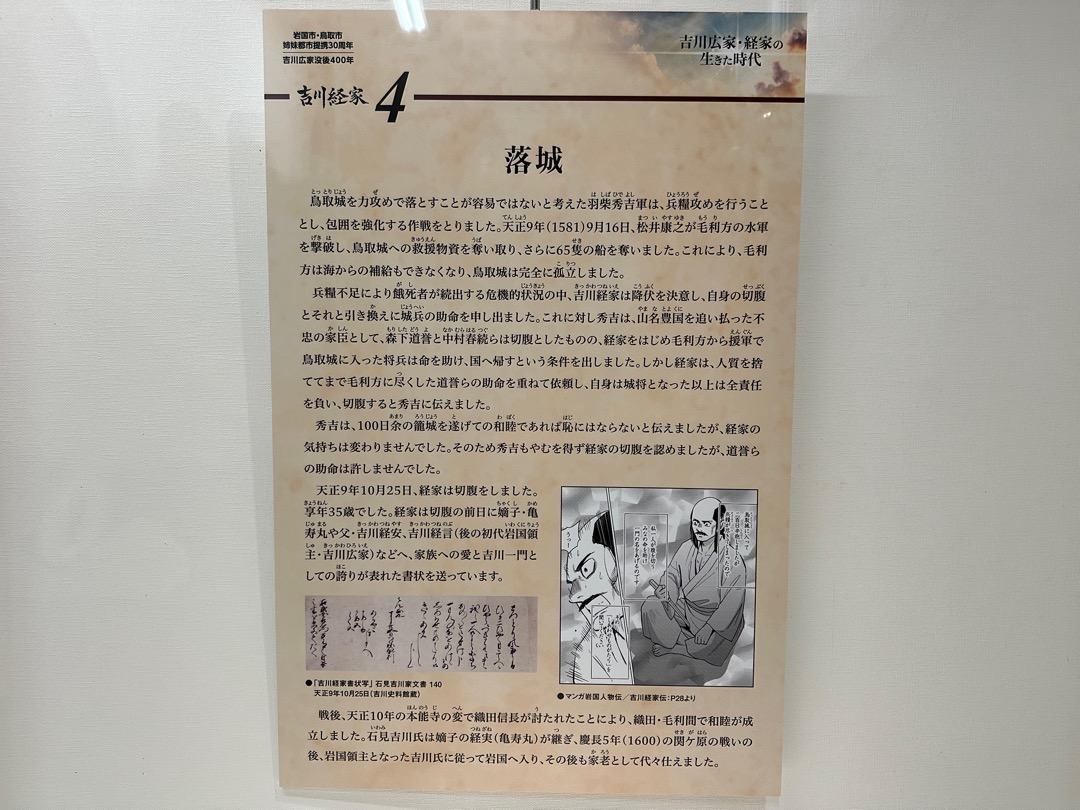 岩国市・鳥取市
姉妹都市提携30周年
吉川広家没後400年
吉川広家・経家の
生きた時代
吉川経家 4
落城
鳥取城を力攻めで落とすことが容易ではないと考えた羽柴秀吉軍は、兵糧攻めを行うこと
とし、包囲を強化する作戦をとりました。天正9年(1581)9月16日、松井康之が毛利方の水軍
を撃破し、鳥取城への救援物資を奪い取り、さらに65隻の船を奪いました。これにより、毛利
方は海からの補給もできなくなり、鳥取城は完全に孤立しました。
兵糧不足により餓死者が続出する危機的状況の中、吉川経家は降伏を決意し、自身の切腹
とそれと引き換えに城兵の助命を申し出ました。これに対し秀吉は、山名豊国を追い払った不
忠の家臣として、森下道誉と中村春続らは切腹としたものの、経家をはじめ毛利方から援軍で
鳥取城に入った将兵は命を助け、国へ帰すという条件を出しました。しかし経家は、人質を捨
ててまで毛利方に尽くした道誉らの助命を重ねて依頼し、自身は城将となった以上は全責任
を負い、切腹すると秀吉に伝えました。
秀吉は、100日余の籠城を遂げての和睦であれば恥にはならないと伝えましたが、経家の
気持ちは変わりませんでした。そのため秀吉もやむを得ず経家の切腹を認めましたが、道誉ら
の助命は許しませんでした。
天正9年10月25日、経家は切腹をしました。
享年35歳でした。経家は切腹の前日に嫡子・亀
寿丸や父・吉川経安、吉川経言(後の初代岩国領
主・吉川広家)などへ、家族への愛と吉川一門と
しての誇りが表れた書状を送っています。
鳥取城に入って
私一人が腹を切り
みなの命を助け
一門の名をあげるのです
●「吉川経家書状写」石見吉川家文書 140
天正9年10月25日(吉川史料館蔵)
●マンガ岩国人物伝/吉川経家伝:P28より
戦後、天正10年の本能寺の変で織田信長が討たれたことにより、織田・毛利間で和睦が成
立しました。石見吉川氏は嫡子の経実(亀寿丸)が継ぎ、慶長5年(1600)の関ケ原の戦いの
後、岩国領主となった吉川氏に従って岩国へ入り、その後も家老として代々仕えました。